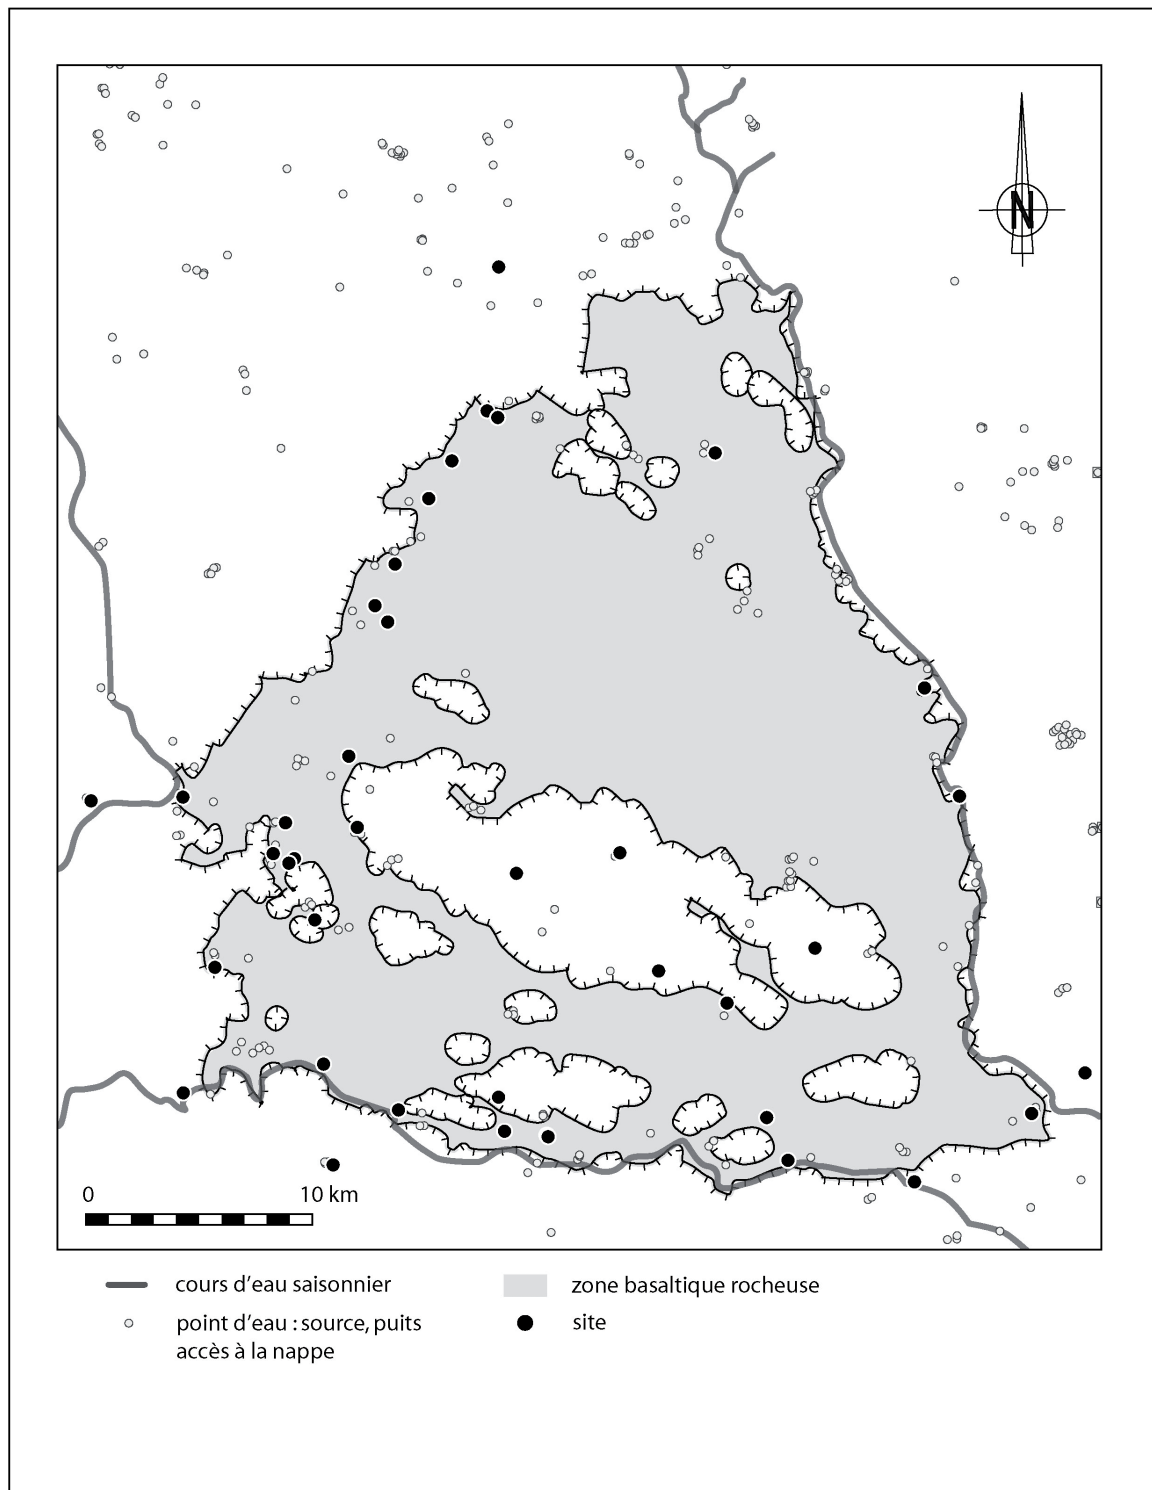 N
0 10 km
cours d'eau saisonnier
zone basaltique rocheuse
point d'eau : source, puits
accès à la nappe
site